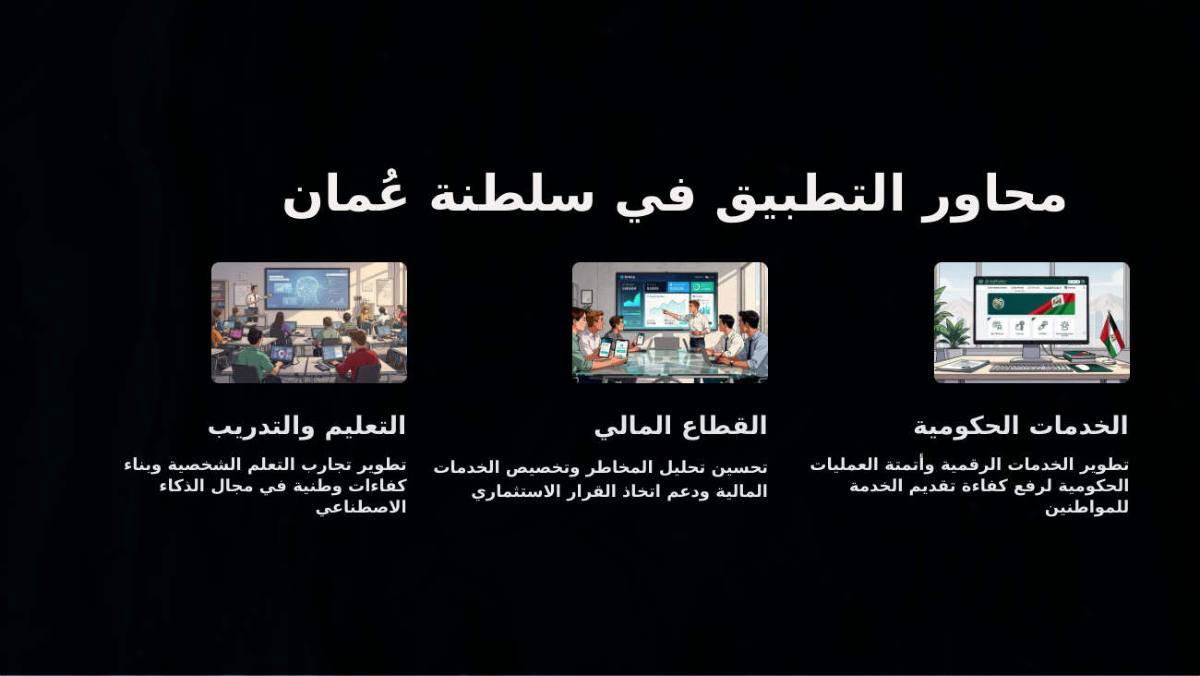 محاور التطبيق في سلطنة عُمان
الخدمات الحكومية
تطوير الخدمات الرقمية وأتمتة العمليات
الحكومية لرفع كفاءة تقديم الخدمة
للمواطنين
القطاع المالي
تحسين تحليل المخاطر وتخصيص الخدمات
المالية ودعم اتخاذ القرار الاستثماري
التعليم والتدريب
تطوير تجارب التعلم الشخصية وبناء
كفاءات وطنية في مجال الذكاء
الاصطناعي